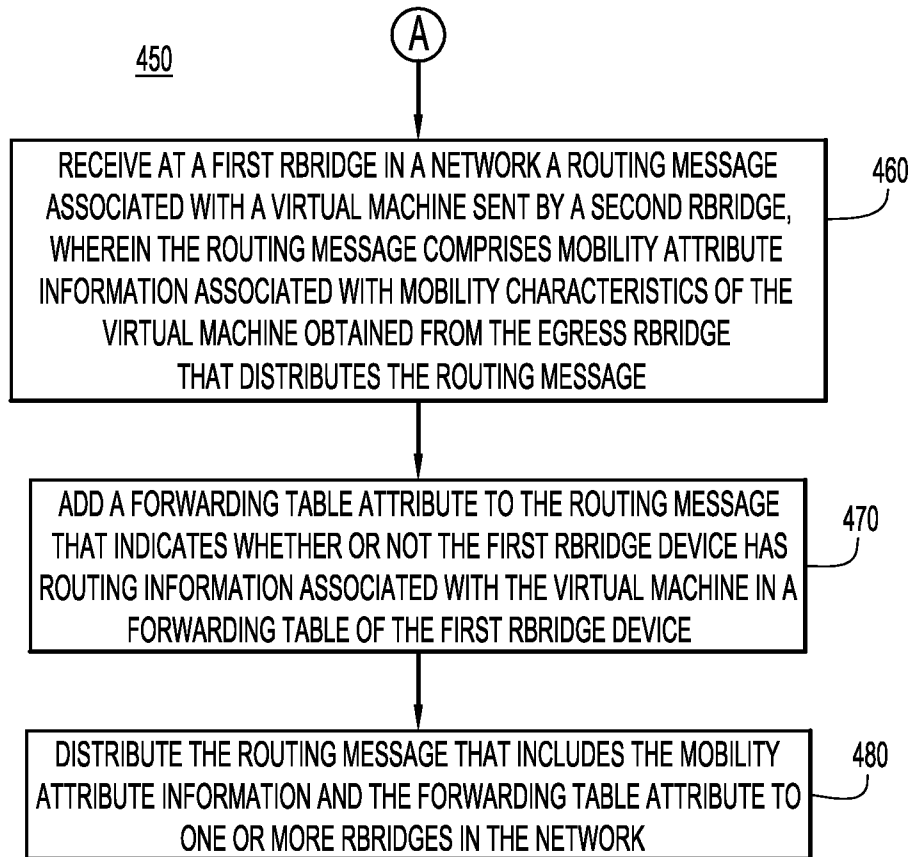 A
450
RECEIVE AT A FIRST RBRIDGE IN A NETWORK A ROUTING MESSAGE
ASSOCIATED WITH A VIRTUAL MACHINE SENT BY A SECOND RBRIDGE,
WHEREIN THE ROUTING MESSAGE COMPRISES MOBILITY ATTRIBUTE
INFORMATION ASSOCIATED WITH MOBILITY CHARACTERISTICS OF THE
VIRTUAL MACHINE OBTAINED FROM THE EGRESS RBRIDGE
THAT DISTRIBUTES THE ROUTING MESSAGE
460
ADD A FORWARDING TABLE ATTRIBUTE TO THE ROUTING MESSAGE
THAT INDICATES WHETHER OR NOT THE FIRST RBRIDGE DEVICE HAS
ROUTING INFORMATION ASSOCIATED WITH THE VIRTUAL MACHINE IN A
FORWARDING TABLE OF THE FIRST RBRIDGE DEVICE
470
DISTRIBUTE THE ROUTING MESSAGE THAT INCLUDES THE MOBILITY
ATTRIBUTE INFORMATION AND THE FORWARDING TABLE ATTRIBUTE TO
ONE OR MORE RBRIDGES IN THE NETWORK
480